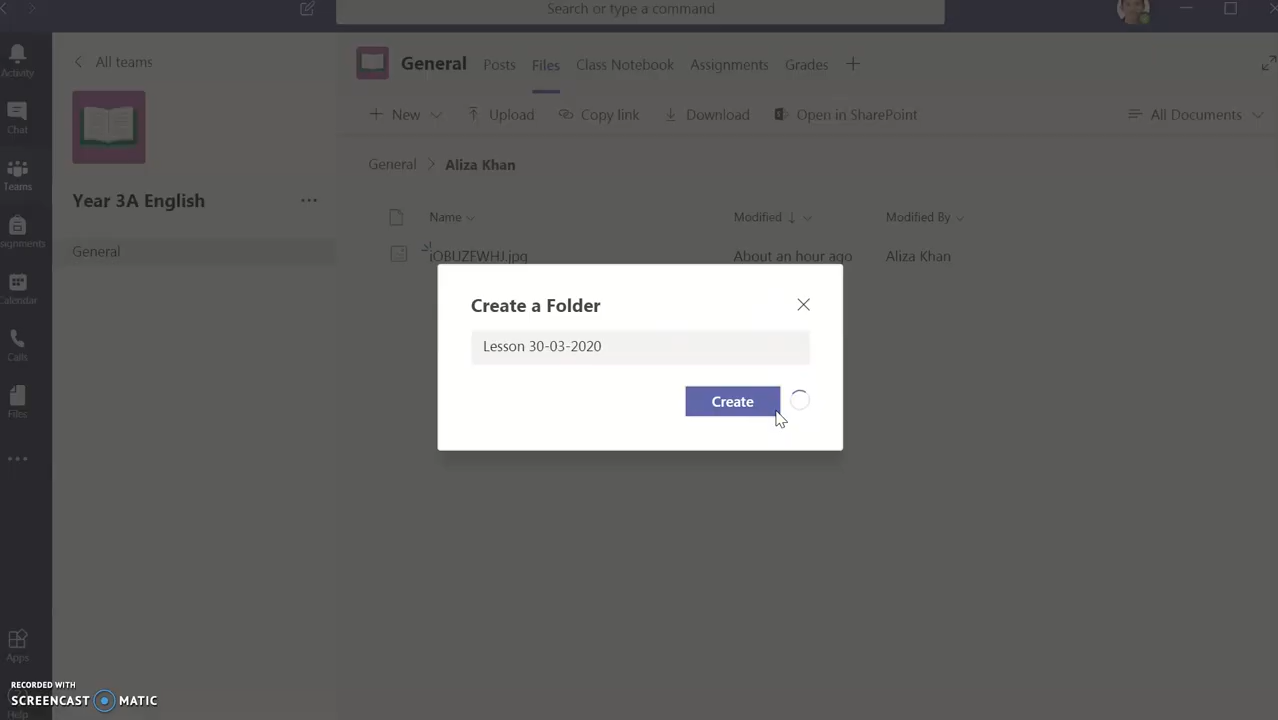 Search or type a command
Activity
Chat
Teams
ssignments
Calendar
Calls
Files
Apps
Help
All teams
Year 3A English
General
General Posts Files Class Notebook Assignments Grades
New Upload Copy link Download Open in SharePoint All Documents
General > Aliza Khan
Name Modified Modified By
iOBUZFWHJ.jpg About an hour ago Aliza Khan
Create a Folder
Lesson 30-03-2020
Create
RECORDED WITH
SCREENCAST MATIC